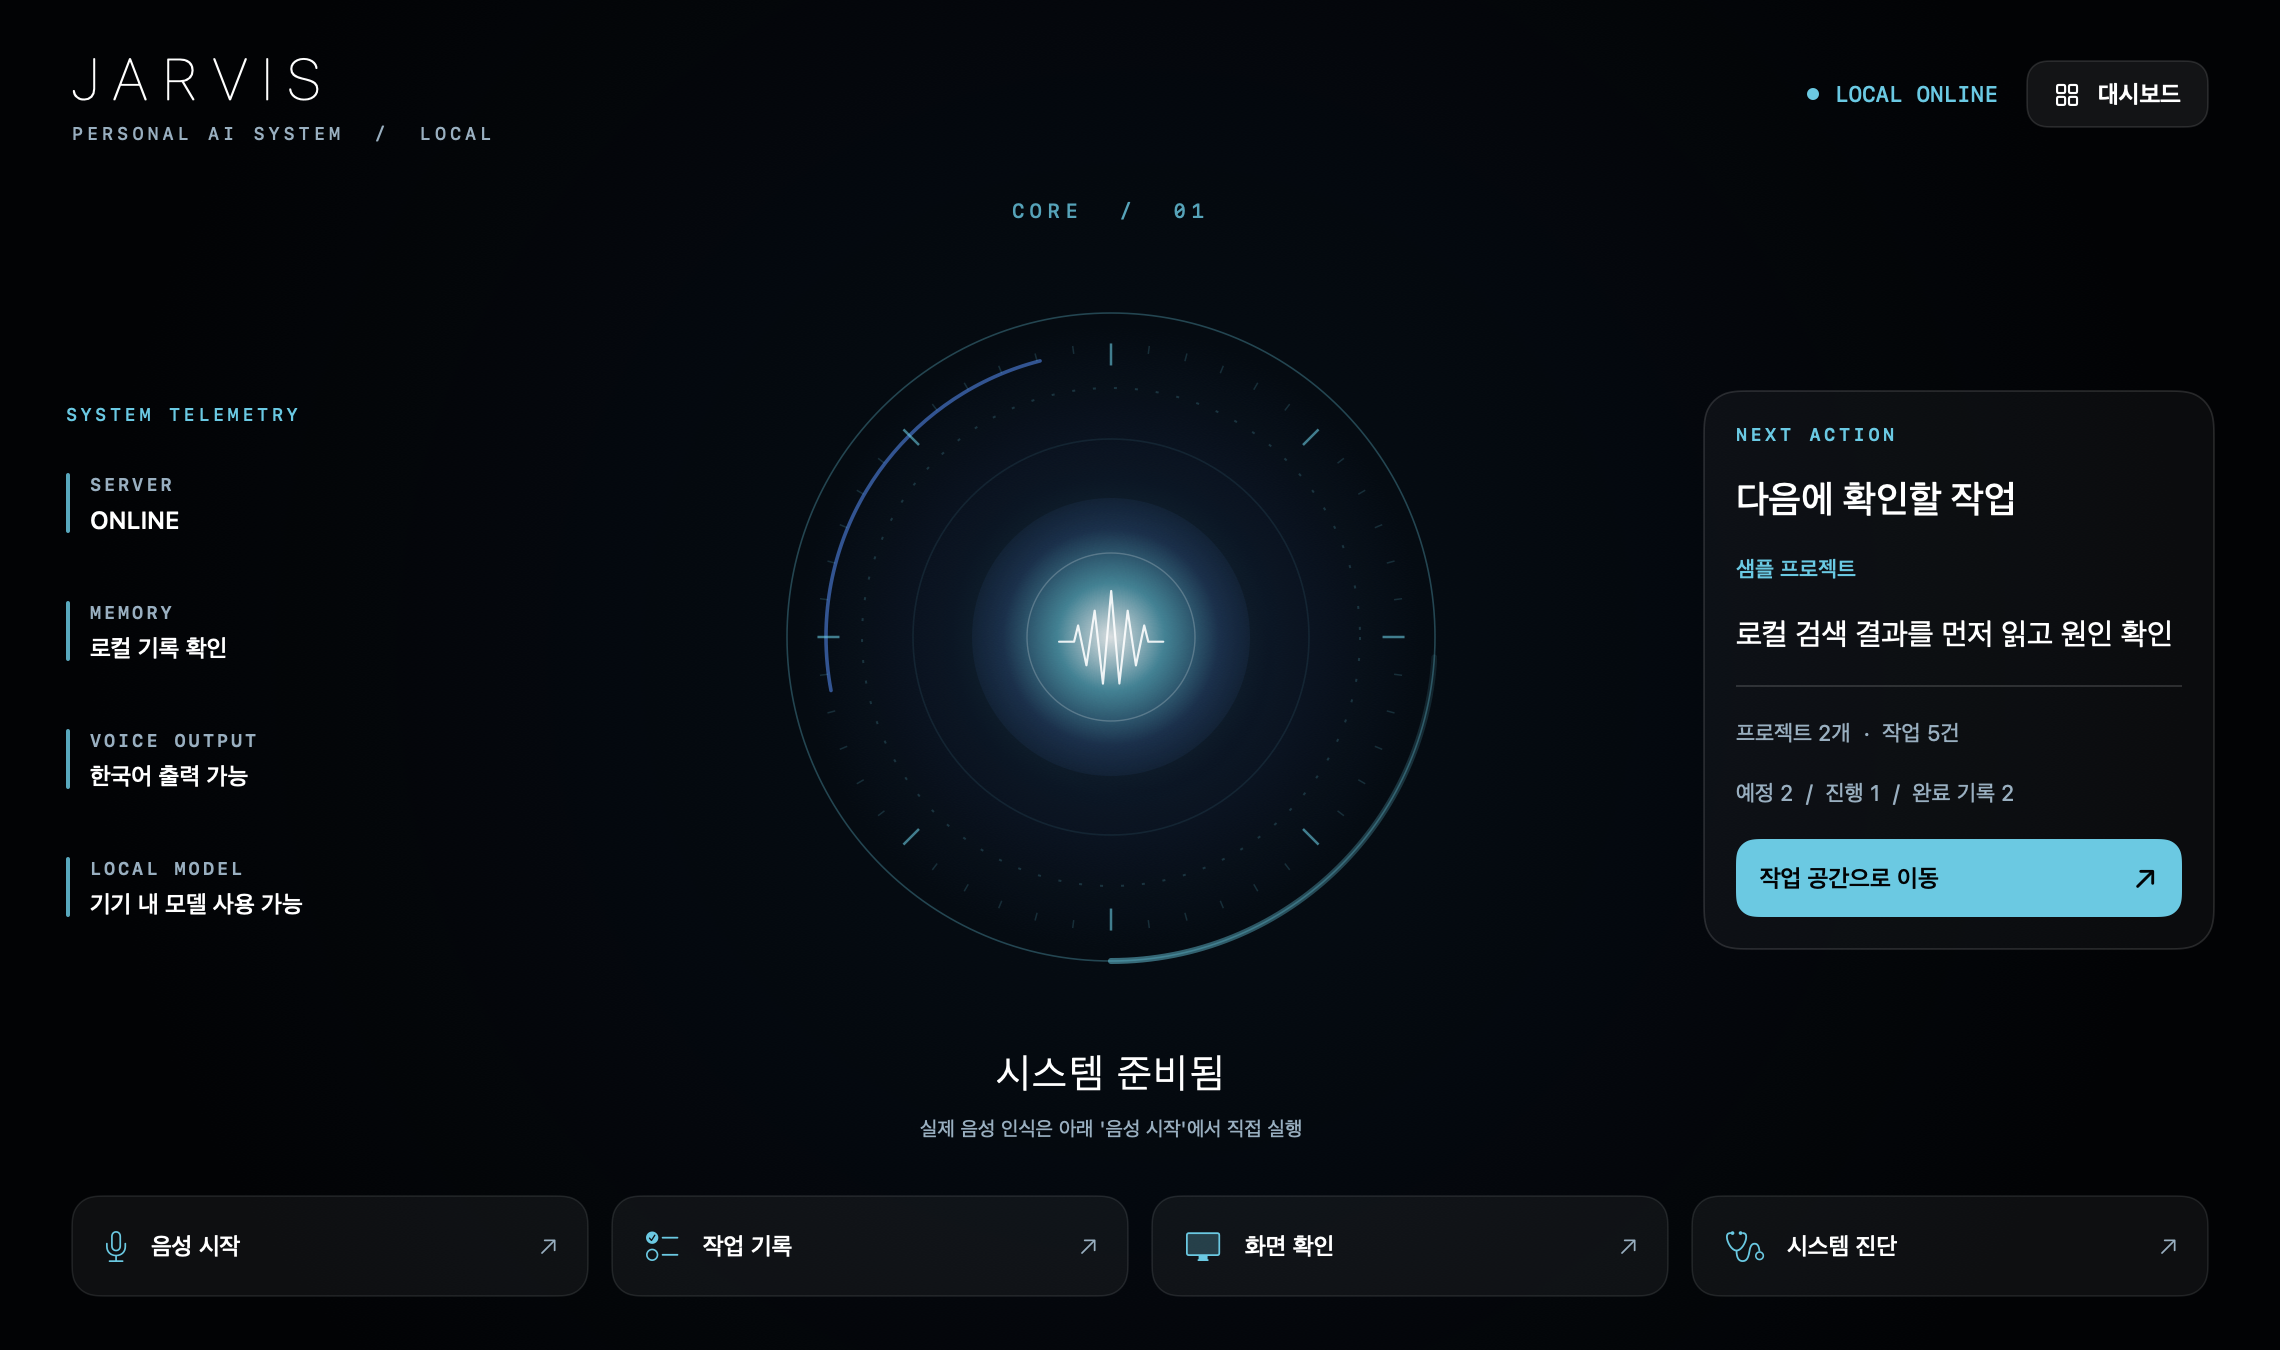 JARVIS
PERSONAL AI SYSTEM / LOCAL
LOCAL ONLINE
대시보드
CORE / 01
SYSTEM TELEMETRY
SERVER
ONLINE
MEMORY
로컬 기록 확인
VOICE OUTPUT
한국어 출력 가능
LOCAL MODEL
기기 내 모델 사용 가능
NEXT ACTION
다음에 확인할 작업
샘플 프로젝트
로컬 검색 결과를 먼저 읽고 원인 확인
프로젝트 2개 · 작업 5건
예정 2 / 진행 1 / 완료 기록 2
작업 공간으로 이동
시스템 준비됨
실제 음성 인식은 아래 '음성 시작'에서 직접 실행
음성 시작
작업 기록
화면 확인
시스템 진단